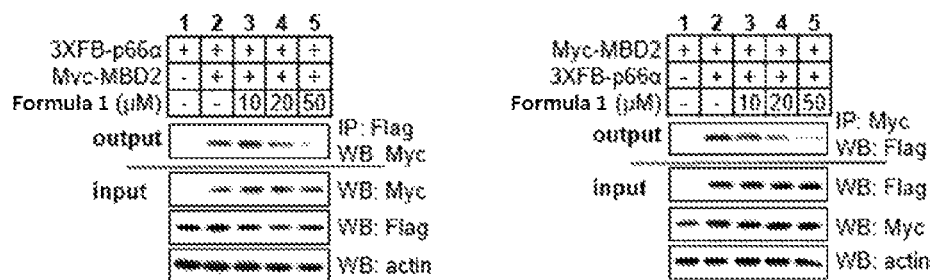 1 2 3 4 5
3XFB-p66α + + + + +
Myc-MBD2 - + + + +
Formula 1 (μM) - - 10 20 50
output
IP: Flag
WB Myc
input
WB: Myc
WB: Flag
WB: actin
1 2 3 4 5
Myc-MBD2 + + + + +
3XFB-p66α - + + + +
Formula 1 (μM) - - 10 20 50
output
IP: Myc
WB: Flag
input
WB: Flag
WB: Myc
WB: actin